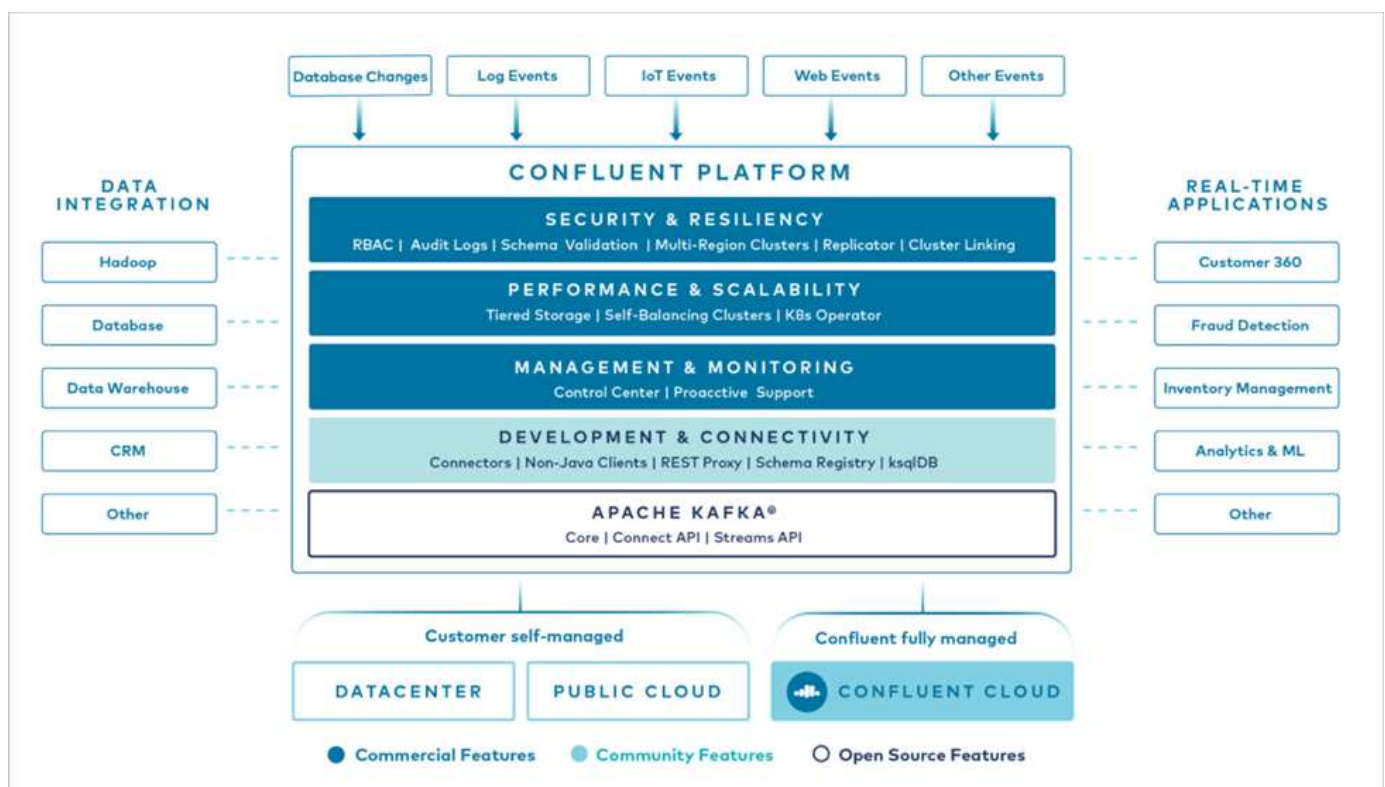 Database Changes
Log Events
IoT Events
Web Events
Other Events
CONFLUENT PLATFORM
DATA
INTEGRATION
Hadoop
Database
Data Warehouse
CRM
Other
SECURITY & RESILIENCY
RBAC | Audit Logs | Schema Validation | Multi-Region Clusters | Replicator | Cluster Linking
PERFORMANCE & SCALABILITY
Tiered Storage | Self-Balancing Clusters | K8s Operator
MANAGEMENT & MONITORING
Control Center | Proacctive Support
DEVELOPMENT & CONNECTIVITY
Connectors | Non-Java Clients | REST Proxy | Schema Registry | ksqlDB
APACHE KAFKA®
Core | Connect API | Streams API
REAL-TIME
APPLICATIONS
Customer 360
Fraud Detection
Inventory Management
Analytics & ML
Other
Customer self-managed
Confluent fully managed
DATACENTER
PUBLIC CLOUD
CONFLUENT CLOUD
Commercial Features
Community Features
Open Source Features